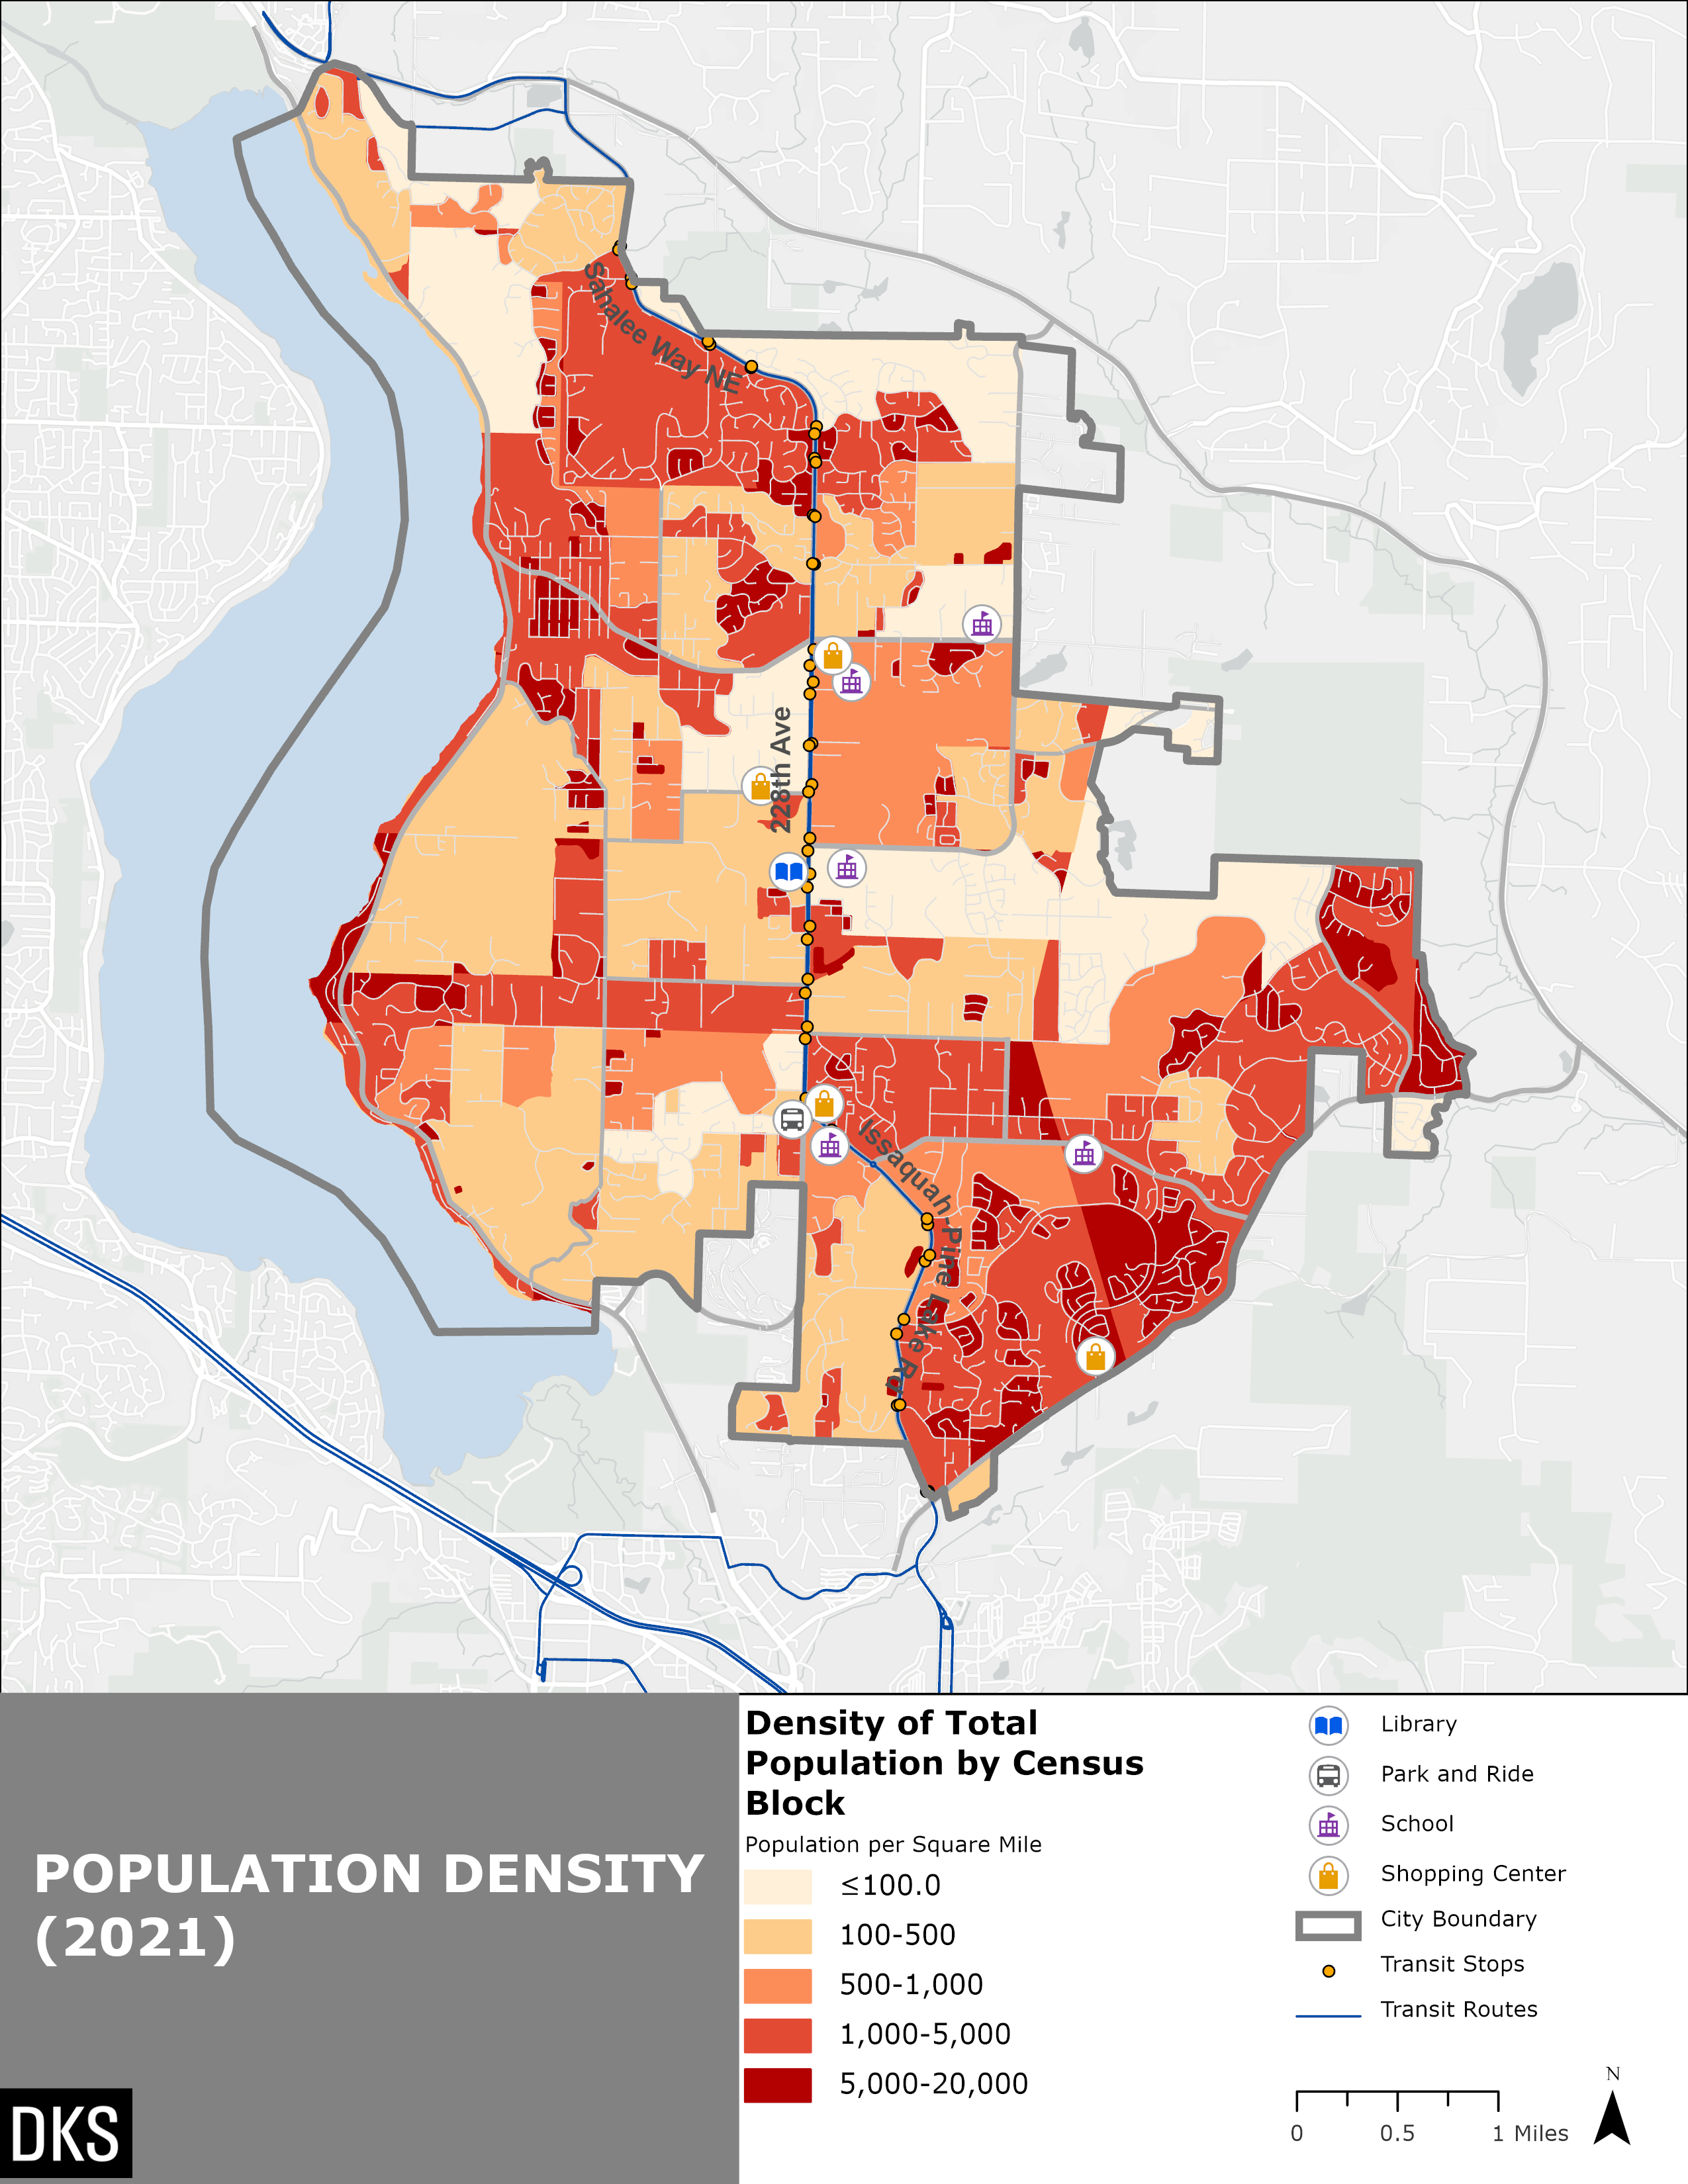 Sahalee Way NE
228th Ave
Issaquah-Pine Lake Rd
POPULATION DENSITY
(2021)
DKS
Density of Total
Population by Census
Block
Population per Square Mile
≤100.0
100-500
500-1,000
1,000-5,000
5,000-20,000
Library
Park and Ride
School
Shopping Center
City Boundary
Transit Stops
Transit Routes
N
0 0.5 1 Miles